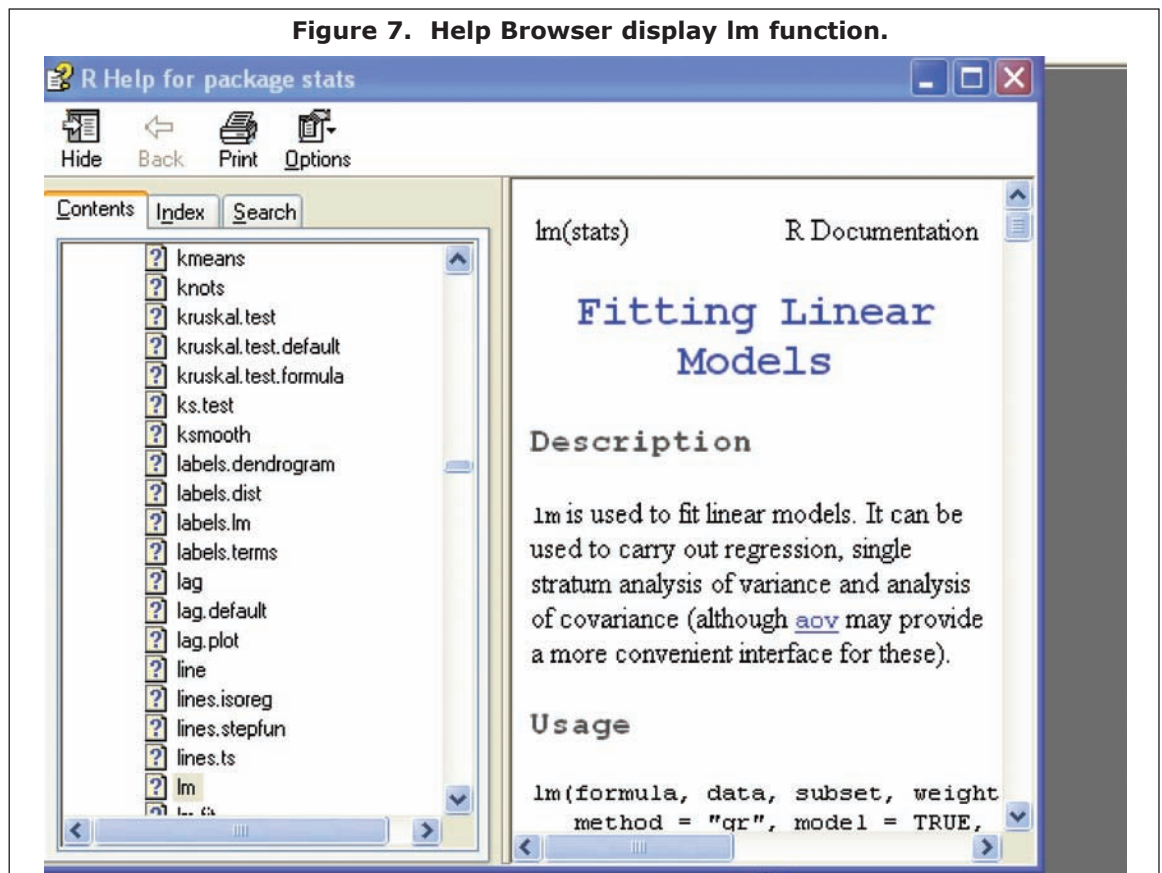 Figure 7. Help Browser display lm function.
R Help for package stats
Hide Back Print Options
Contents Index Search
kmeans
knots
kruskal.test
kruskal.test.default
kruskal.test.formula
ks.test
ksmooth
labels.dendrogram
labels.dist
labels.lm
labels.terms
lag
lag.default
lag.plot
line
lines.isoreg
lines.stepfun
lines.ts
lm
lm(stats) R Documentation
Fitting Linear
Models
Description
lm is used to fit linear models. It can be
used to carry out regression, single
stratum analysis of variance and analysis
of covariance (although aov may provide
a more convenient interface for these).
Usage
lm(formula, data, subset, weight
method = "qr", model = TRUE,